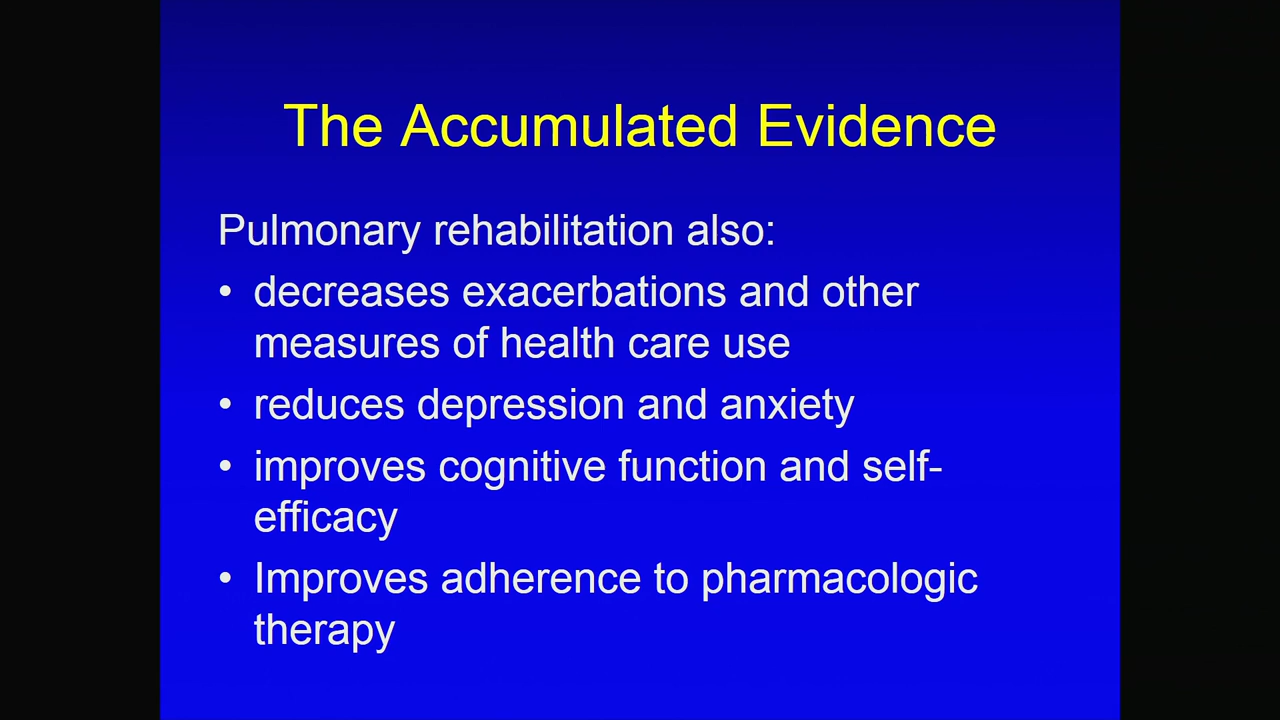 The Accumulated Evidence
Pulmonary rehabilitation also:
• decreases exacerbations and other
measures of health care use
• reduces depression and anxiety
• improves cognitive function and self-
efficacy
• Improves adherence to pharmacologic
therapy